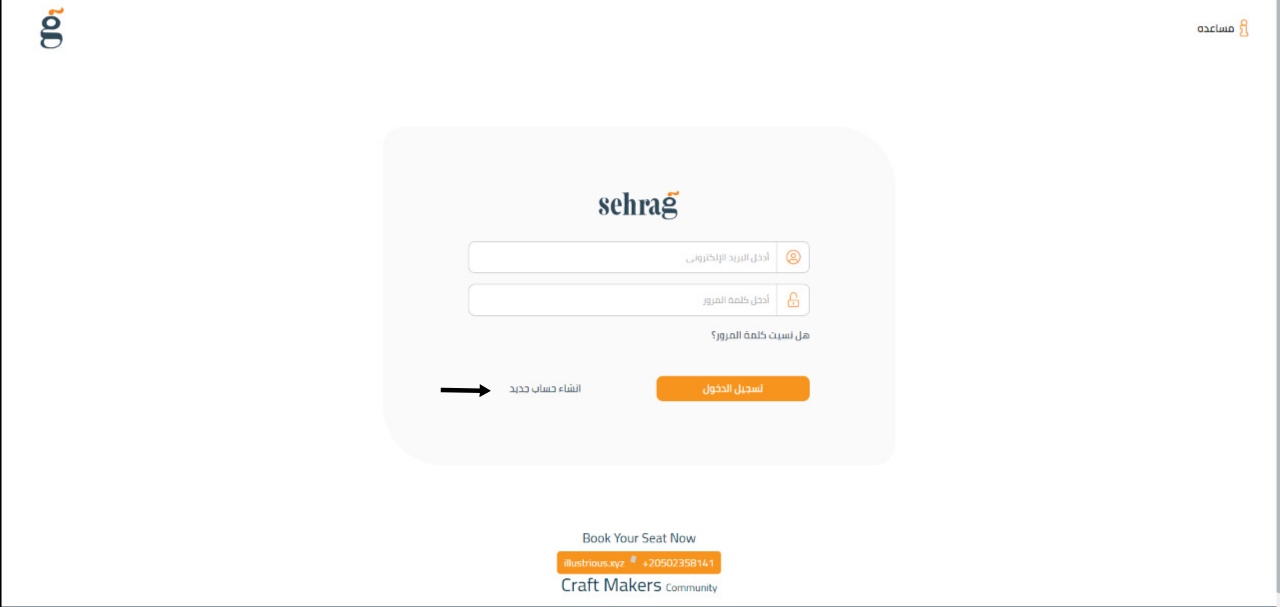 مساعده
sehrag̃
أدخل البريد الإلكترونى
أدخل كلمة المرور
هل نسيت كلمة المرور؟
تسجيل الدخول
انشاء حساب جديد
Book Your Seat Now
illustrious.xyz +20502358141
Craft Makers Community